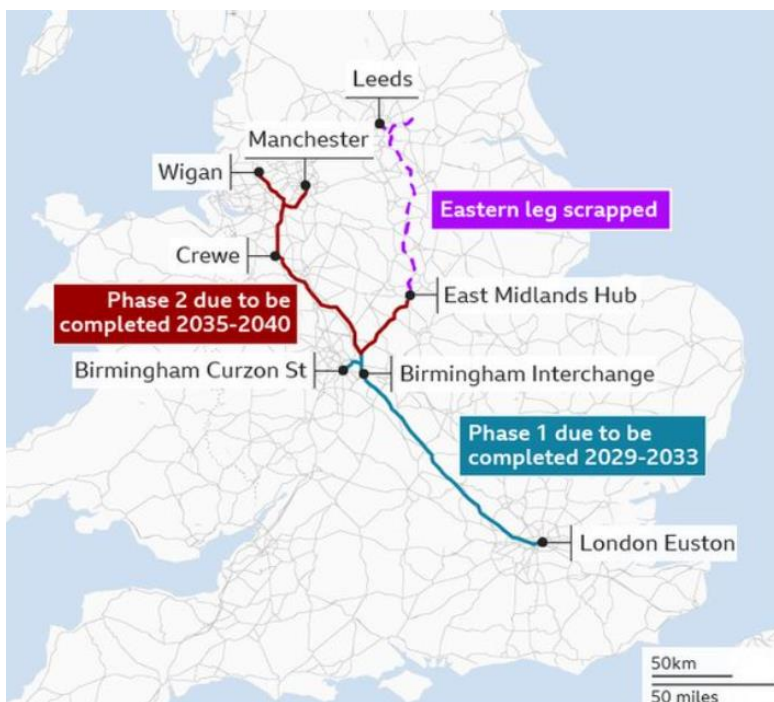 Leeds
Manchester
Wigan
Eastern leg scrapped
Crewe
East Midlands Hub
Phase 2 due to be
completed 2035-2040
Birmingham Curzon St
Birmingham Interchange
Phase 1 due to be
completed 2029-2033
London Euston
50km
50 miles